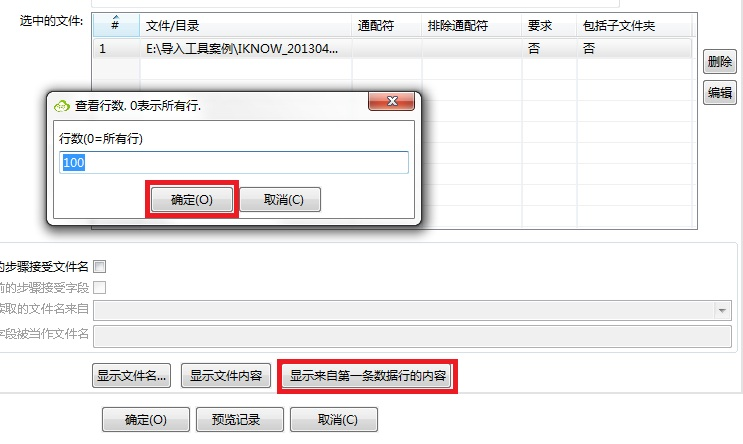 选中的文件:
# 文件/目录 通配符 排除通配符 要求 包括子文件夹
1 E:\导入工具案例\IKNOW_201304... 否 否
删除
编辑
查看行数. 0表示所有行.
行数(0=所有行)
100
确定(O) 取消(C)
的步骤接受文件名
前的步骤接受字段
读取的文件名来自
字段被当作文件名
显示文件名... 显示文件内容 显示来自第一条数据行的内容
确定(O) 预览记录 取消(C)